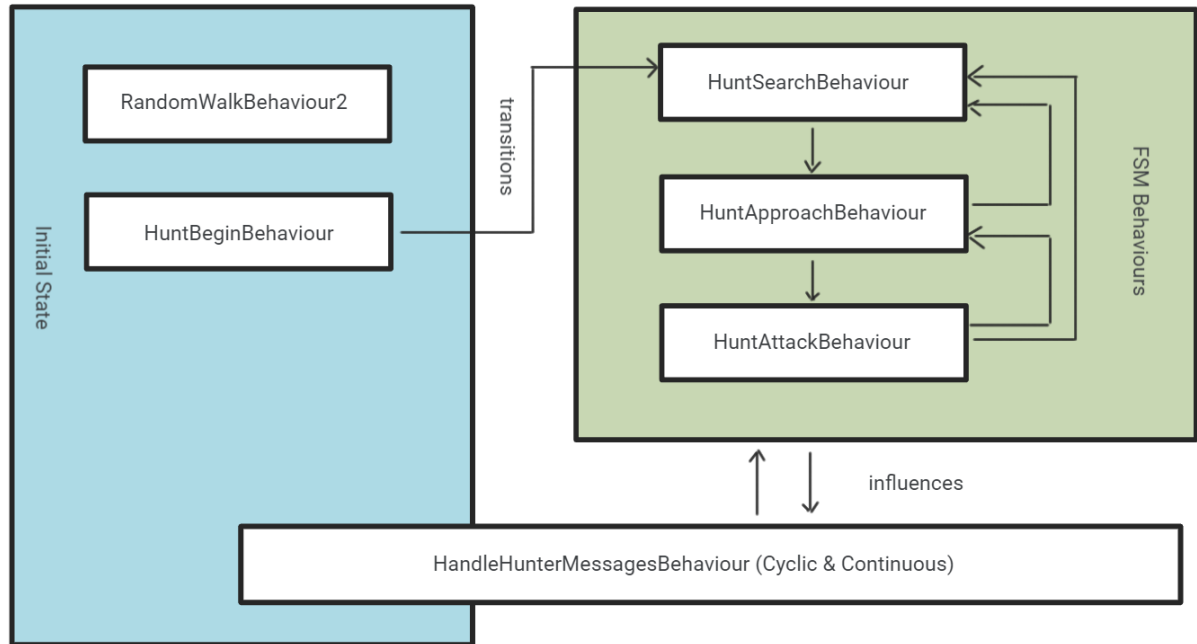 RandomWalkBehaviour2
HuntBeginBehaviour
Initial State
transitions
HuntSearchBehaviour
HuntApproachBehaviour
HuntAttackBehaviour
FSM Behaviours
influences
HandleHunterMessagesBehaviour (Cyclic & Continuous)